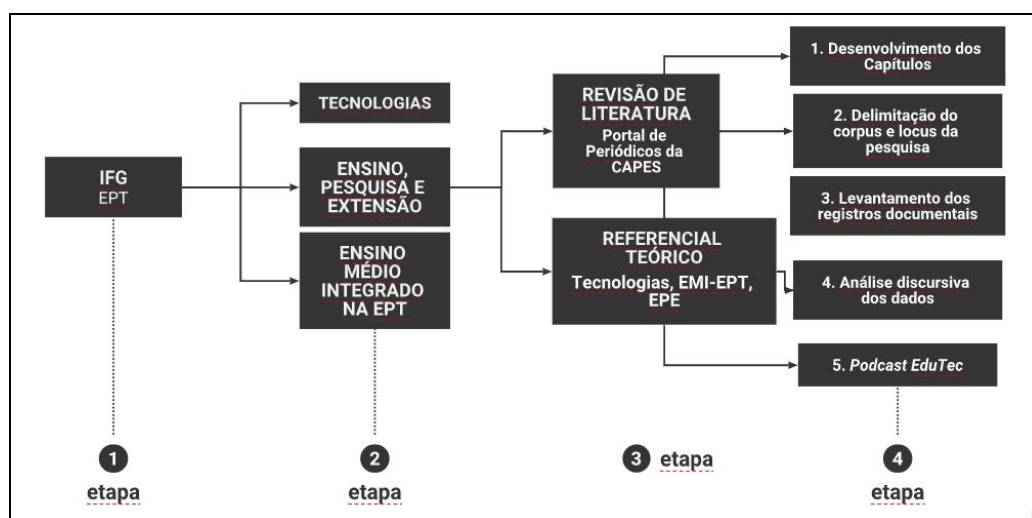 IFG
EPT
TECNOLOGIAS
ENSINO,
PESQUISA E
EXTENSÃO
ENSINO
MÉDIO
INTEGRADO
NA EPT
REVISÃO DE
LITERATURA
Portal de
Periódicos da
CAPES
REFERENCIAL
TEÓRICO
Tecnologias, EMI-EPT,
EPE
1. Desenvolvimento dos
Capítulos
2. Delimitação do
corpus e locus da
pesquisa
3. Levantamento dos
registros documentais
4. Análise discursiva
dos dados
5. Podcast EduTec
1
etapa
2
etapa
3 etapa
4
etapa